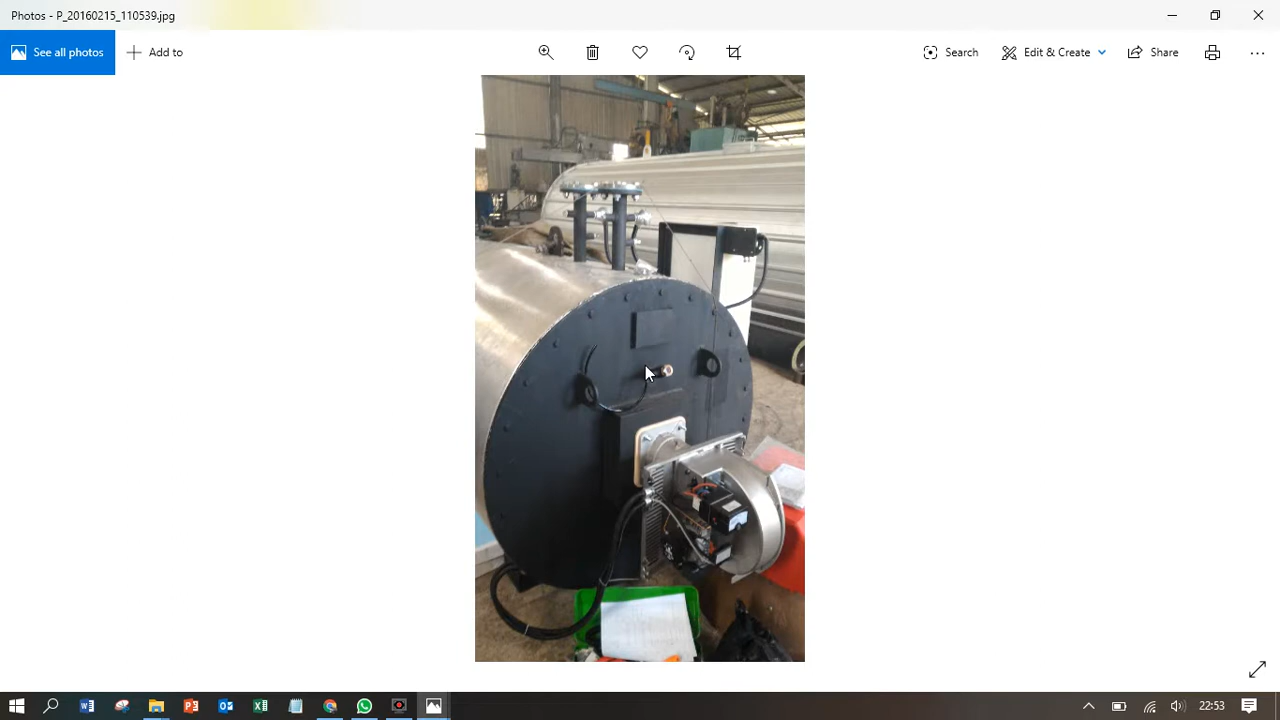 Photos - P_20160215_110539.jpg
See all photos
Add to
Search
Edit & Create
Share
22:53